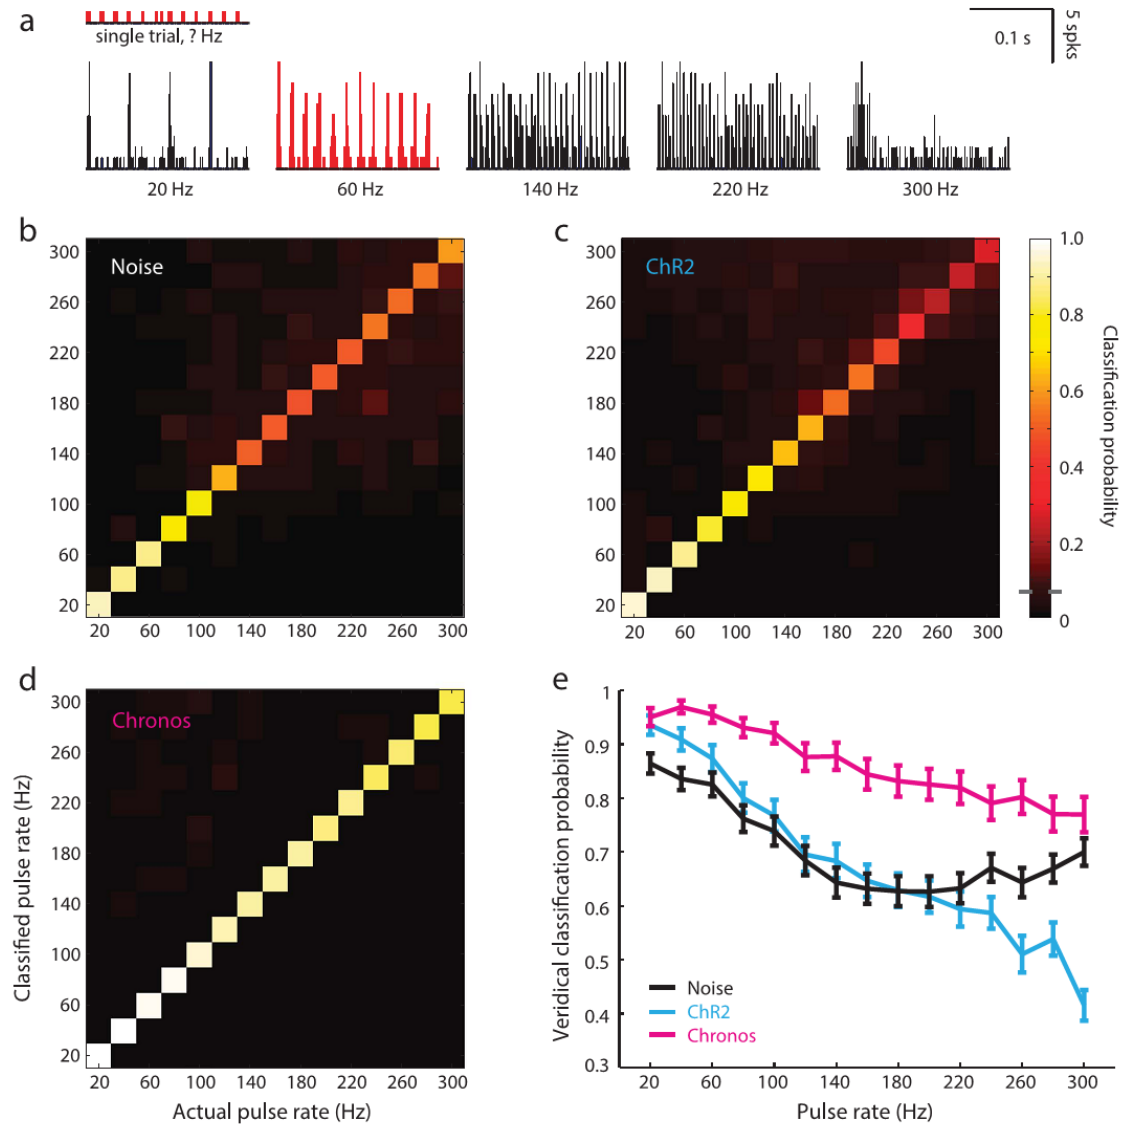 a
single trial, ? Hz
0.1 s
5 spks
20 Hz
60 Hz
140 Hz
220 Hz
300 Hz
b
Noise
300
260
220
180
140
100
60
20
20 60 100 140 180 220 260 300
c
ChR2
300
260
220
180
140
100
60
20
20 60 100 140 180 220 260 300
1.0
0.8
0.6
0.4
0.2
0
Classification probability
d
Chronos
Classified pulse rate (Hz)
300
260
220
180
140
100
60
20
20 60 100 140 180 220 260 300
Actual pulse rate (Hz)
e
Veridical classification probability
1
0.9
0.8
0.7
0.6
0.5
0.4
0.3
Noise
ChR2
Chronos
20 60 100 140 180 220 260 300
Pulse rate (Hz)